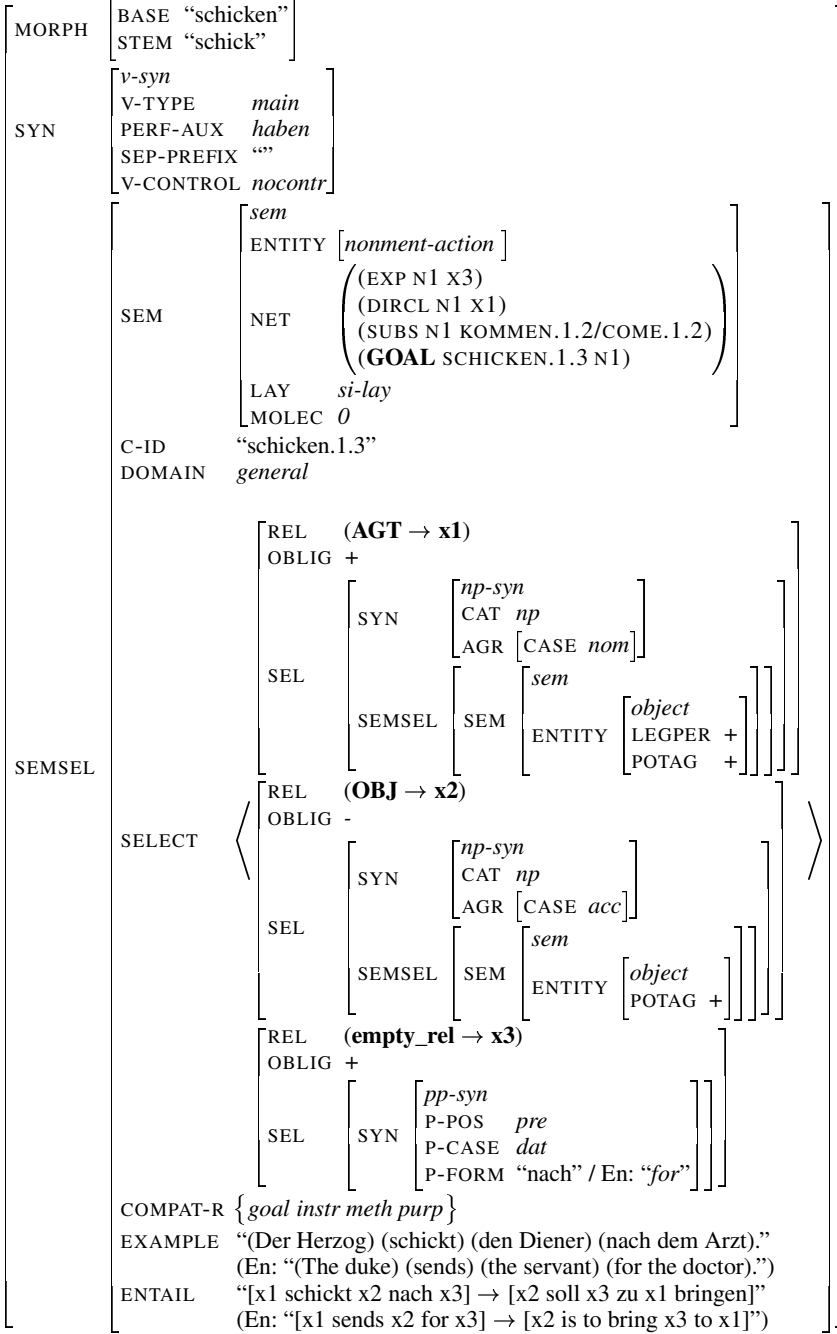 MORPH BASE “schicken”
STEM “schick”
SYN v-syn
V-TYPE main
PERF-AUX haben
SEP-PREFIX “”
V-CONTROL nocontr
SEMSEL
SEM sem
ENTITY [nonment-action ]
NET (EXP N1 X3)
(DIRCL N1 X1)
(SUBS N1 KOMMEN.1.2/COME.1.2)
(GOAL SCHICKEN.1.3 N1)
LAY si-lay
MOLEC 0
C-ID “schicken.1.3”
DOMAIN general
SELECT
REL (AGT → x1)
OBLIG +
SEL
SYN np-syn
CAT np
AGR [CASE nom]
SEMSEL SEM sem
ENTITY object
LEGPER +
POTAG +
REL (OBJ → x2)
OBLIG -
SEL
SYN np-syn
CAT np
AGR [CASE acc]
SEMSEL SEM sem
ENTITY object
POTAG +
REL (empty_rel → x3)
OBLIG +
SEL SYN pp-syn
P-POS pre
P-CASE dat
P-FORM “nach” / En: “for”
COMPAT-R {goal instr meth purp}
EXAMPLE “(Der Herzog) (schickt) (den Diener) (nach dem Arzt).”
(En: “(The duke) (sends) (the servant) (for the doctor).”)
ENTAIL “[x1 schickt x2 nach x3] → [x2 soll x3 zu x1 bringen]”
(En: “[x1 sends x2 for x3] → [x2 is to bring x3 to x1]”)